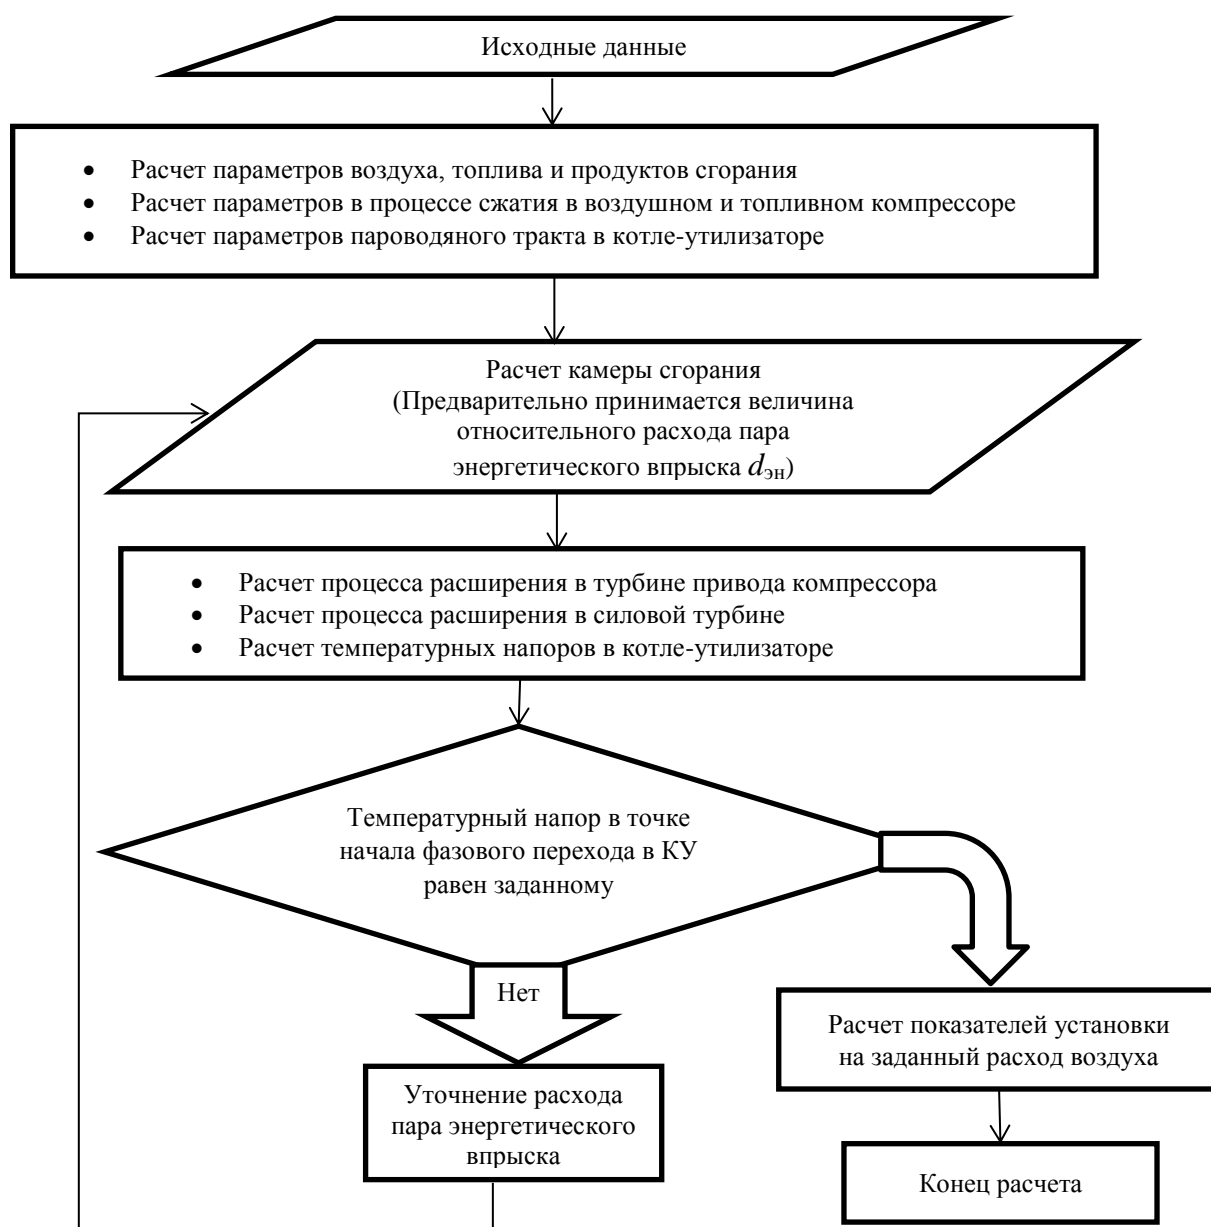 Исходные данные
• Расчет параметров воздуха, топлива и продуктов сгорания
• Расчет параметров в процессе сжатия в воздушном и топливном компрессоре
• Расчет параметров пароводяного тракта в котле-утилизаторе
Расчет камеры сгорания
(Предварительно принимается величина
относительного расхода пара
энергетического впрыска dэн)
• Расчет процесса расширения в турбине привода компрессора
• Расчет процесса расширения в силовой турбине
• Расчет температурных напоров в котле-утилизаторе
Температурный напор в точке
начала фазового перехода в КУ
равен заданному
Нет
Уточнение расхода
пара энергетического
впрыска
Расчет показателей установки
на заданный расход воздуха
Конец расчета